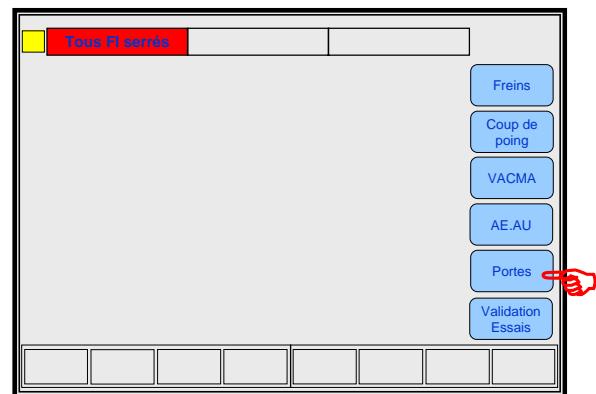 Tous FI serrés
Freins
Coup de
poing
VACMA
AE.AU
Portes
Validation
Essais